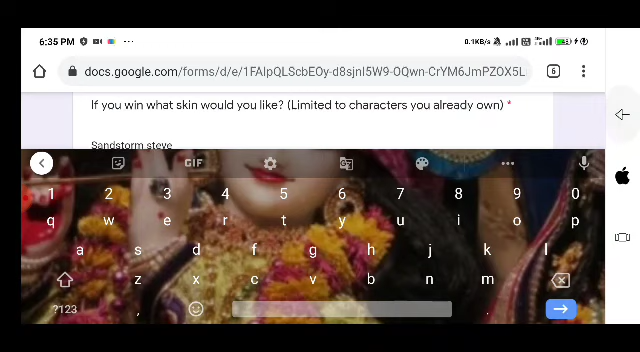 6:35 PM ··· 0.1KB/s
docs.google.com/forms/d/e/1FAIpQLScbEOy-d8sjnI5W9-OQwn-CrYM6JmPZOX5L 6
If you win what skin would you like? (Limited to characters you already own) *
Sandstorm steve
GIF
1 2 3 4 5 6 7 8 9 0
q w e r t y u i o p
a s d f g h j k l
z x c v b n m
?123 , .